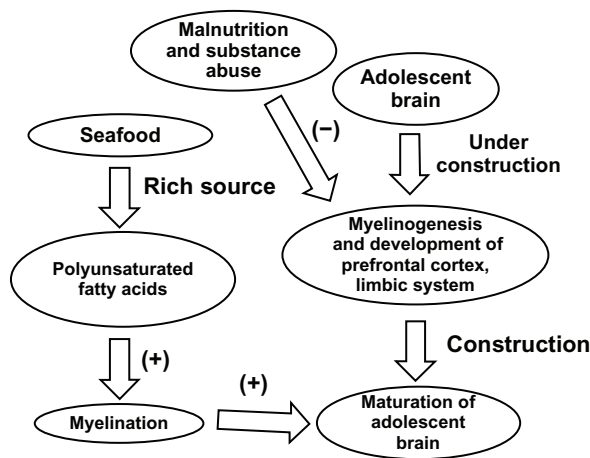 Malnutrition
and substance
abuse
Adolescent
brain
Seafood
(−)
Under
construction
Rich source
Myelinogenesis
and development of
prefrontal cortex,
limbic system
Polyunsaturated
fatty acids
Construction
(+)
(+)
Myelination
Maturation of
adolescent
brain